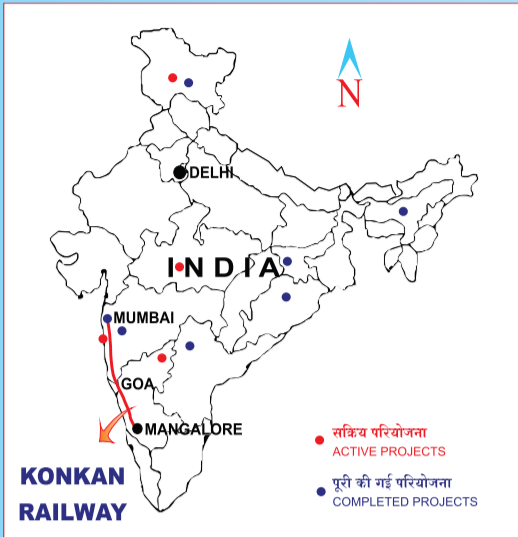 N
DELHI
INDIA
MUMBAI
GOA
MANGALORE
KONKAN
RAILWAY
सक्रिय परियोजना
ACTIVE PROJECTS
पूरी की गई परियोजना
COMPLETED PROJECTS